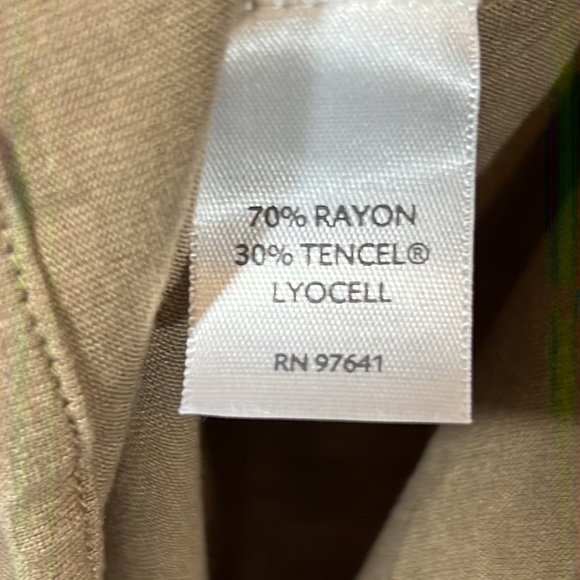 70% RAYON
30% TENCEL®
LYOCELL
RN 97641